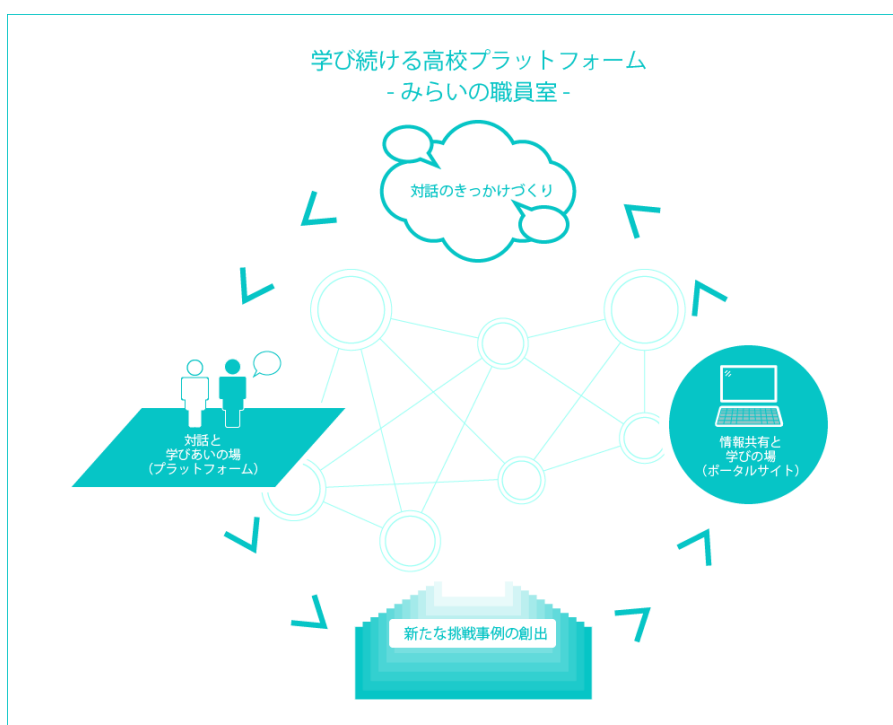 学び続ける高校プラットフォーム
- みらいの職員室 -
対話のきっかけづくり
対話と
学びあいの場
（プラットフォーム）
情報共有と
学びの場
（ポータルサイト）
新たな挑戦事例の創出